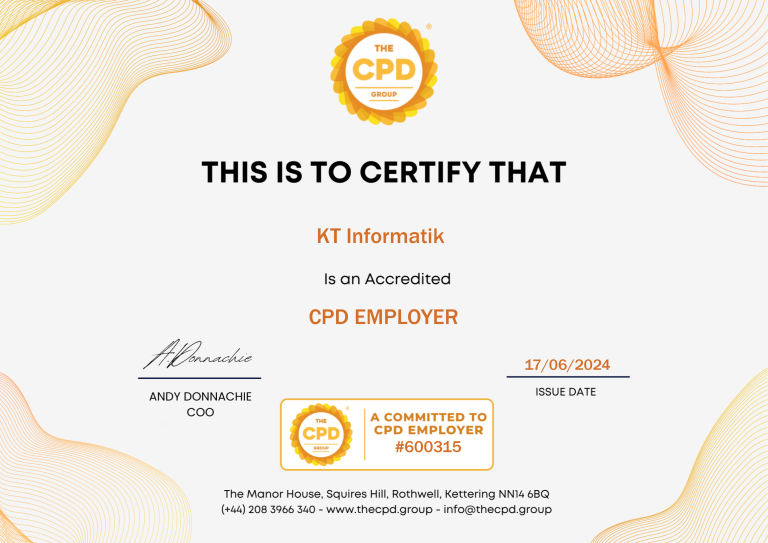 THE
CPD
GROUP
®
THIS IS TO CERTIFY THAT
KT Informatik
Is an Accredited
CPD EMPLOYER
A.Donnachie
ANDY DONNACHIE
COO
17/06/2024
ISSUE DATE
THE
CPD
GROUP
®
A COMMITTED TO
CPD EMPLOYER
#600315
The Manor House, Squires Hill, Rothwell, Kettering NN14 6BQ
(+44) 208 3966 340 - www.thecpd.group - info@thecpd.group